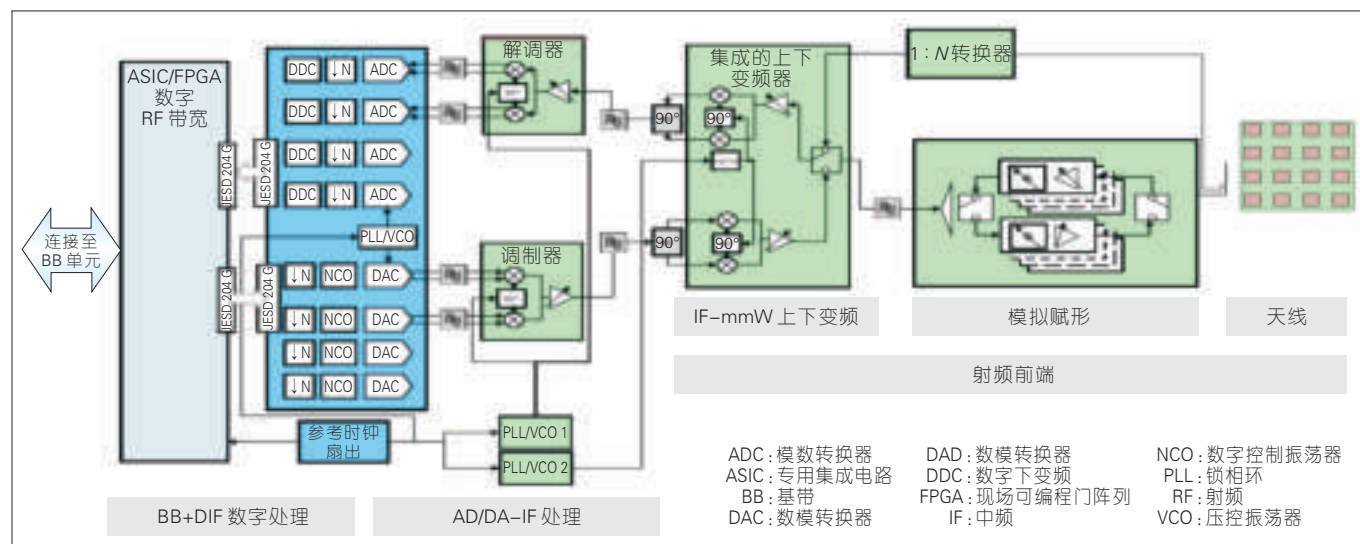 ASIC/FPGA
数字
RF 带宽
连接至
BB 单元
JESD 204 G
JESD 204 G
JESD 204 G
JESD 204 G
DDC ↓N ADC
DDC ↓N ADC
DDC ↓N ADC
DDC ↓N ADC
PLL/VCO
↓N NCO DAC
↓N NCO DAC
↓N NCO DAC
↓N NCO DAC
参考时钟
扇出
解调器
调制器
PLL/VCO 1
PLL/VCO 2
集成的上下
变频器
90°
90°
90°
90°
1:N转换器
IF-mmW 上下变频
模拟赋形
天线
射频前端
BB+DIF 数字处理
AD/DA-IF 处理
ADC:模数转换器
ASIC:专用集成电路
BB:基带
DAC:数模转换器
DAD:数模转换器
DDC:数字下变频
FPGA:现场可编程门阵列
IF:中频
NCO:数字控制振荡器
PLL:锁相环
RF:射频
VCO:压控振荡器